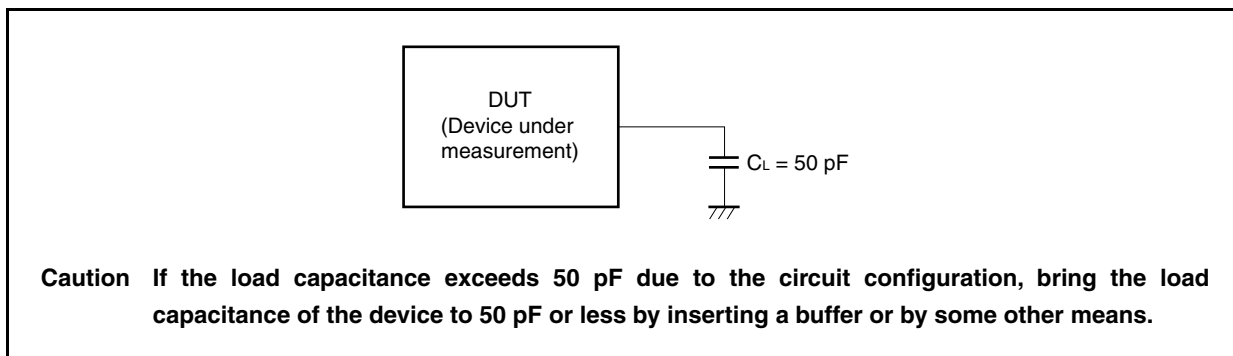 DUT
(Device under
measurement)
CL = 50 pF
Caution If the load capacitance exceeds 50 pF due to the circuit configuration, bring the load
capacitance of the device to 50 pF or less by inserting a buffer or by some other means.